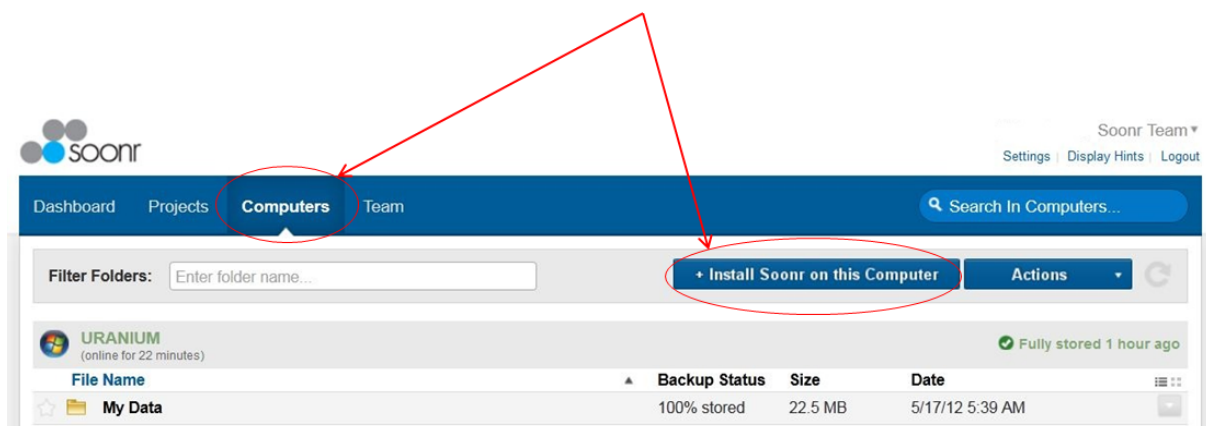 soonr
Soonr Team
Settings | Display Hints | Logout
Dashboard Projects Computers Team
Search In Computers...
Filter Folders: Enter folder name...
+ Install Soonr on this Computer
Actions
URANIUM
(online for 22 minutes)
Fully stored 1 hour ago
File Name Backup Status Size Date
My Data 100% stored 22.5 MB 5/17/12 5:39 AM